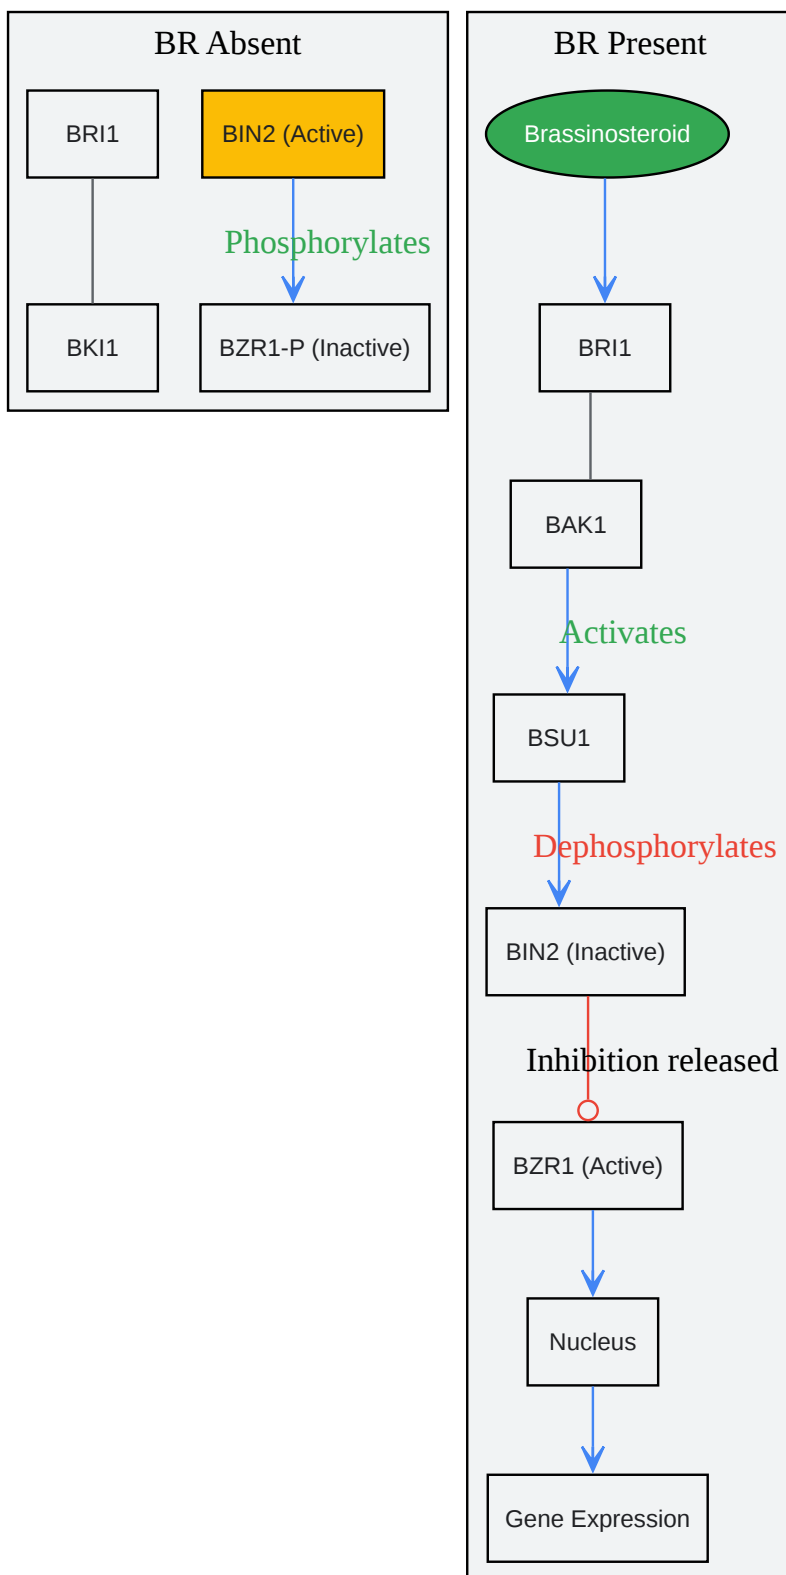 BR Absent
BRI1
BIN2 (Active)
Phosphorylates
BKI1
BZR1-P (Inactive)
BR Present
Brassinosteroid
BRI1
BAK1
Activates
BSU1
Dephosphorylates
BIN2 (Inactive)
Inhibition released
BZR1 (Active)
Nucleus
Gene Expression